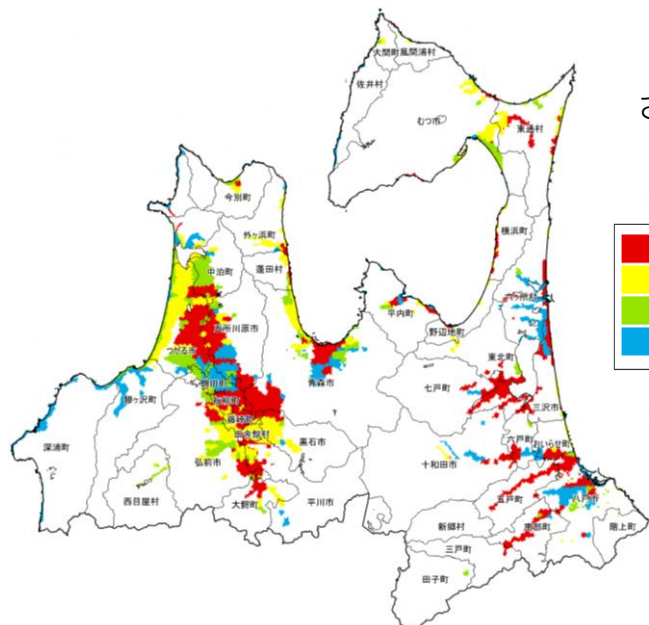 大間町
風間浦村
佐井村
むつ市
東通村
さ
今別町
外ヶ浜町
横浜町
中泊町
蓬田村
六ヶ所村
平内町
野辺地町
五所川原市
つがる市
東北町
青森市
七戸町
鰺ヶ沢町
板柳町
三沢市
藤崎町
田舎館村
六戸町
おいらせ町
深浦町
黒石市
弘前市
十和田市
五戸町
八戸市
西目屋村
大鰐町
平川市
新郷村
南部町
階上町
三戸町
田子町